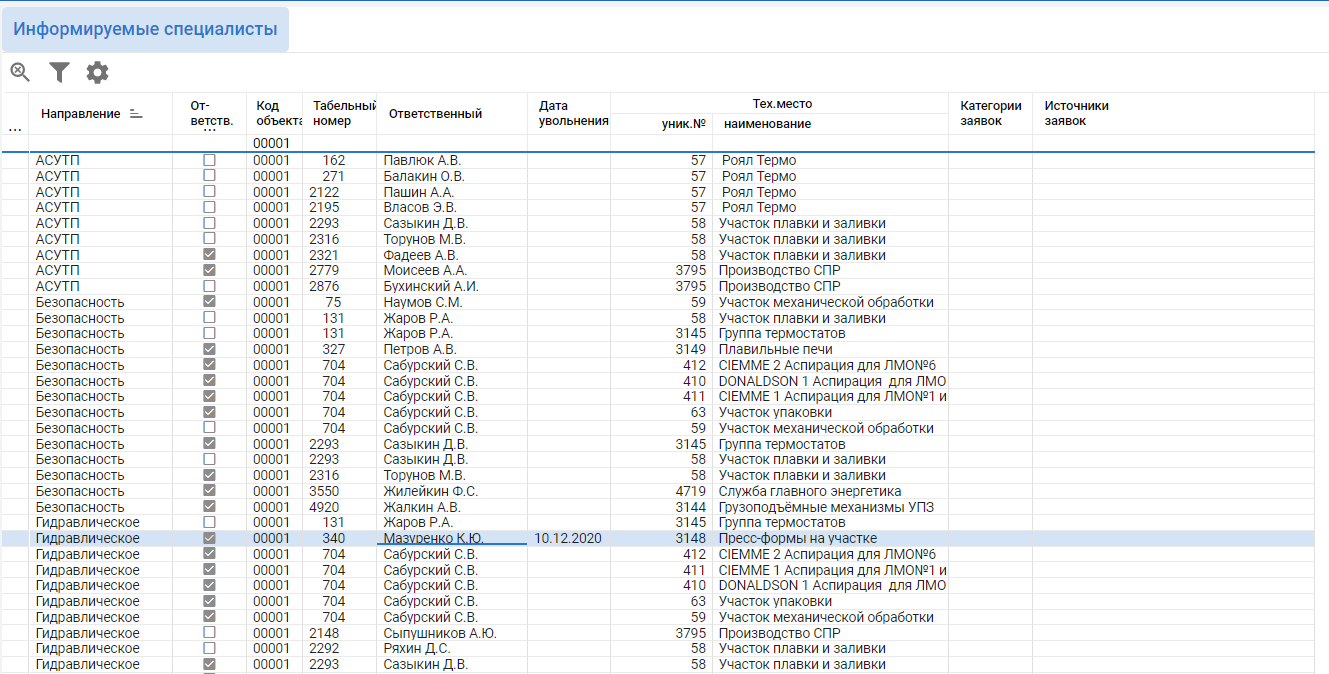 Информируемые специалисты
Направление От-ветств. ... Код объекта Табельный номер Ответственный Дата увольнения Тех.место уник.№ наименование Категории заявок Источники заявок
...
00001
АСУТП 00001 162 Павлюк А.В. 57 Роял Термо
АСУТП 00001 271 Балакин О.В. 57 Роял Термо
АСУТП 00001 2122 Пашин А.А. 57 Роял Термо
АСУТП 00001 2195 Власов Э.В. 57 Роял Термо
АСУТП 00001 2293 Сазыкин Д.В. 58 Участок плавки и заливки
АСУТП 00001 2316 Торунов М.В. 58 Участок плавки и заливки
АСУТП 00001 2321 Фадеев А.В. 58 Участок плавки и заливки
АСУТП 00001 2779 Моисеев А.А. 3795 Производство СПР
АСУТП 00001 2876 Бухинский А.И. 3795 Производство СПР
Безопасность 00001 75 Наумов С.М. 59 Участок механической обработки
Безопасность 00001 131 Жаров Р.А. 58 Участок плавки и заливки
Безопасность 00001 131 Жаров Р.А. 3145 Группа термостатов
Безопасность 00001 327 Петров А.В. 3149 Плавильные печи
Безопасность 00001 704 Сабурский С.В. 412 CIEMME 2 Аспирация для ЛМО№6
Безопасность 00001 704 Сабурский С.В. 410 DONALDSON 1 Аспирация для ЛМО
Безопасность 00001 704 Сабурский С.В. 411 CIEMME 1 Аспирация для ЛМО№1 и
Безопасность 00001 704 Сабурский С.В. 63 Участок упаковки
Безопасность 00001 704 Сабурский С.В. 59 Участок механической обработки
Безопасность 00001 2293 Сазыкин Д.В. 3145 Группа термостатов
Безопасность 00001 2293 Сазыкин Д.В. 58 Участок плавки и заливки
Безопасность 00001 2316 Торунов М.В. 58 Участок плавки и заливки
Безопасность 00001 3550 Жилейкин Ф.С. 4719 Служба главного энергетика
Безопасность 00001 4920 Жалкин А.В. 3144 Грузоподъёмные механизмы УПЗ
Гидравлическое 00001 131 Жаров Р.А. 3145 Группа термостатов
Гидравлическое 00001 340 Мазуренко К.Ю. 10.12.2020 3148 Пресс-формы на участке
Гидравлическое 00001 704 Сабурский С.В. 412 CIEMME 2 Аспирация для ЛМО№6
Гидравлическое 00001 704 Сабурский С.В. 411 CIEMME 1 Аспирация для ЛМО№1 и
Гидравлическое 00001 704 Сабурский С.В. 410 DONALDSON 1 Аспирация для ЛМО
Гидравлическое 00001 704 Сабурский С.В. 63 Участок упаковки
Гидравлическое 00001 704 Сабурский С.В. 59 Участок механической обработки
Гидравлическое 00001 2148 Сыпушников А.Ю. 3795 Производство СПР
Гидравлическое 00001 2292 Ряхин Д.С. 58 Участок плавки и заливки
Гидравлическое 00001 2293 Сазыкин Д.В. 58 Участок плавки и заливки